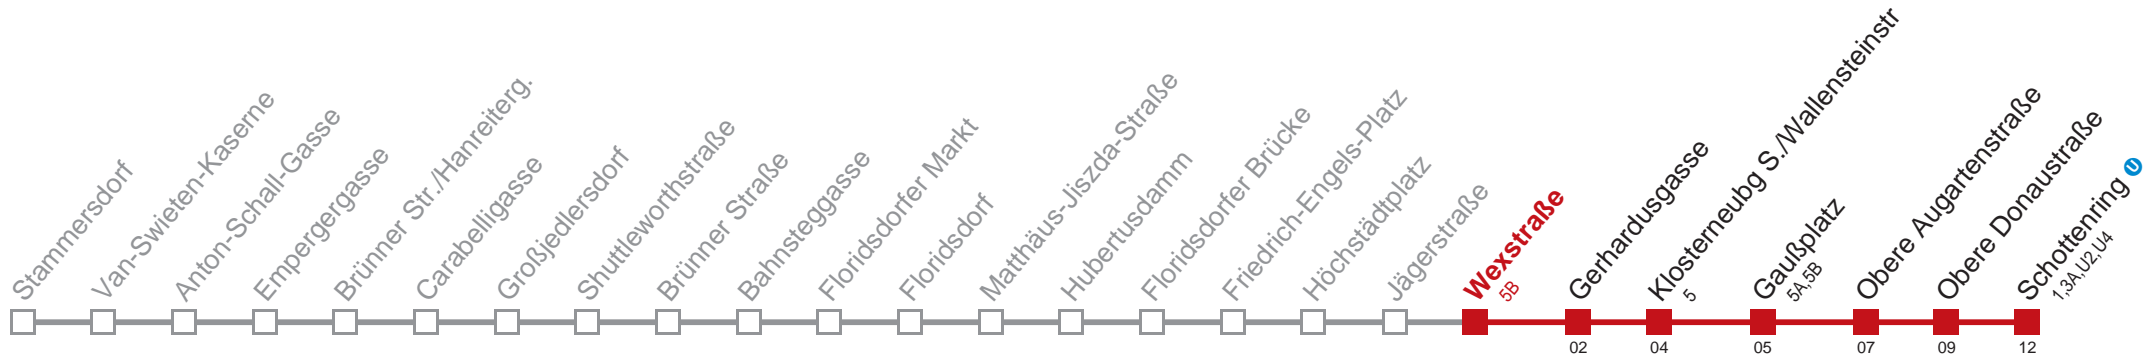 Stammersdorf
Van-Swieten-Kaserne
Anton-Schall-Gasse
Empergergasse
Brünner Str./Hanreiterg.
Carabelligasse
Großjedlersdorf
Shuttleworthstraße
Brünner Straße
Bahnsteggasse
Floridsdorfer Markt
Floridsdorf
Matthäus-Jiszda-Straße
Hubertusdamm
Floridsdorfer Brücke
Friedrich-Engels-Platz
Höchstädtplatz
Jägerstraße
Wexstraße
5B
Gerhardusgasse
Klosterneubg S./Wallensteinstr
5
Gaußplatz
5A,5B
Obere Augartenstraße
Obere Donaustraße
Schottenring U
1,3A,U2,U4
02 04 05 07 09 12